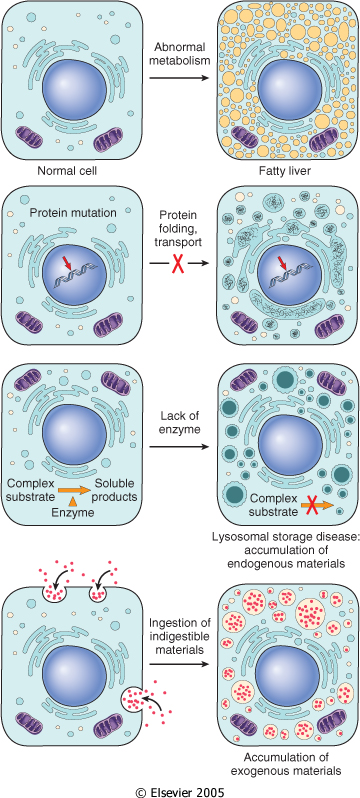 Abnormal
metabolism
Normal cell
Fatty liver
Protein mutation
Protein
folding,
transport
Lack of
enzyme
Complex
substrate
Soluble
products
Enzyme
Complex
substrate
Lysosomal storage disease:
accumulation of
endogenous materials
Ingestion of
indigestible
materials
Accumulation of
exogenous materials
© Elsevier 2005